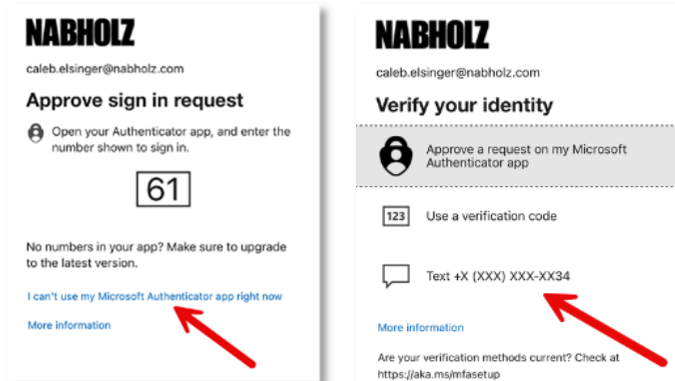 NABHOLZ
caleb.elsinger@nabholz.com
Approve sign in request
Open your Authenticator app, and enter the
number shown to sign in.
61
No numbers in your app? Make sure to upgrade
to the latest version.
I can't use my Microsoft Authenticator app right now
More information
NABHOLZ
caleb.elsinger@nabholz.com
Verify your identity
Approve a request on my Microsoft
Authenticator app
123
Use a verification code
Text +X (XXX) XXX-XX34
More information
Are your verification methods current? Check at
https://aka.ms/mfasetup